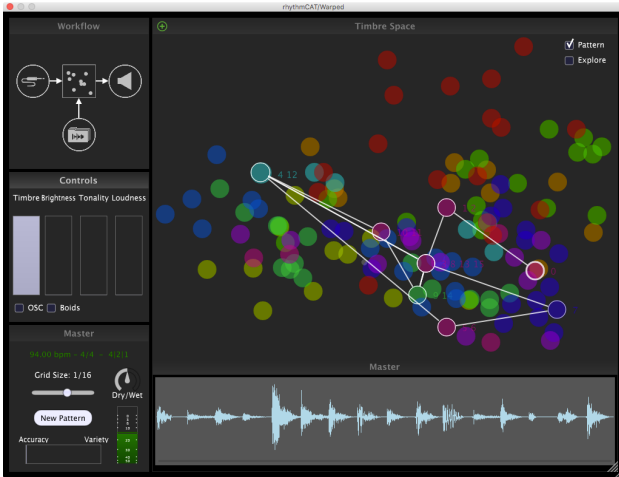 rhythmCAT/Warped
Workflow
Timbre Space
Pattern
Explore
4 12
Controls
Timbre Brightness Tonality Loudness
OSC Boids
Master
94.00 bpm - 4/4 - 4|2|1
Grid Size: 1/16
Dry/Wet
New Pattern
Accuracy Variety
Master